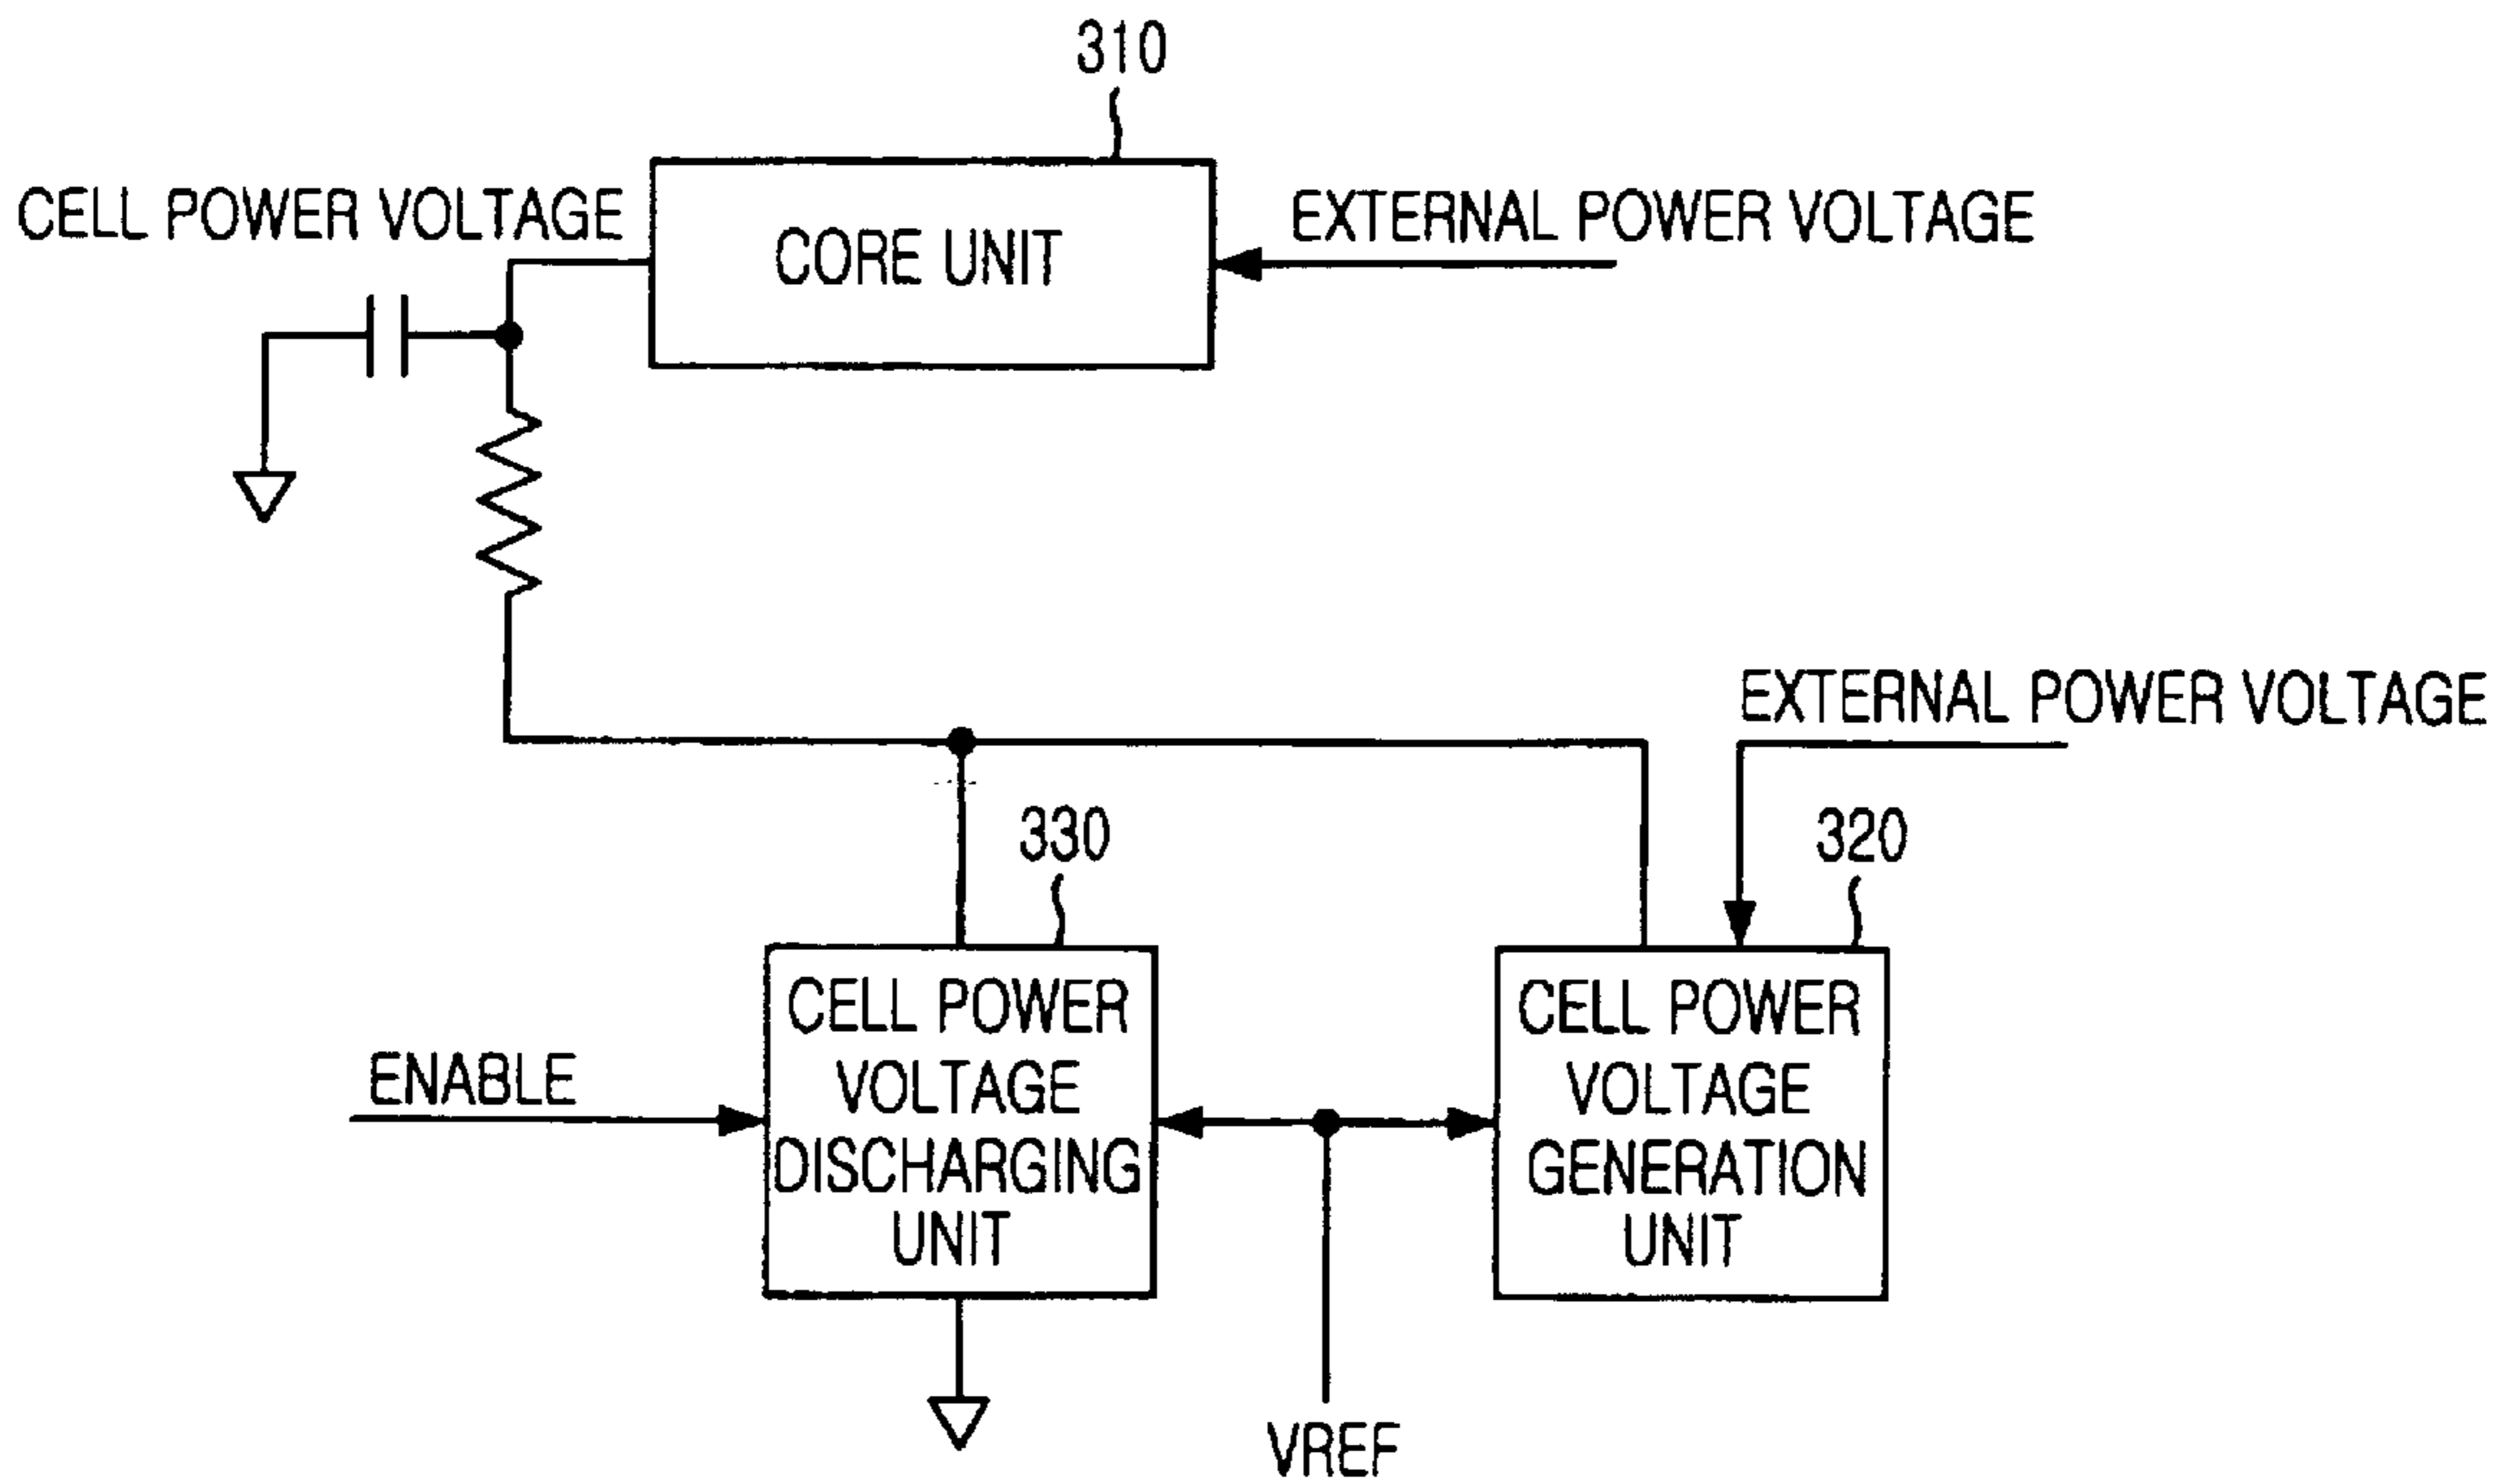 310
CELL POWER VOLTAGE
CORE UNIT
EXTERNAL POWER VOLTAGE
EXTERNAL POWER VOLTAGE
330
320
CELL POWER
VOLTAGE
DISCHARGING
UNIT
CELL POWER
VOLTAGE
GENERATION
UNIT
ENABLE
VREF